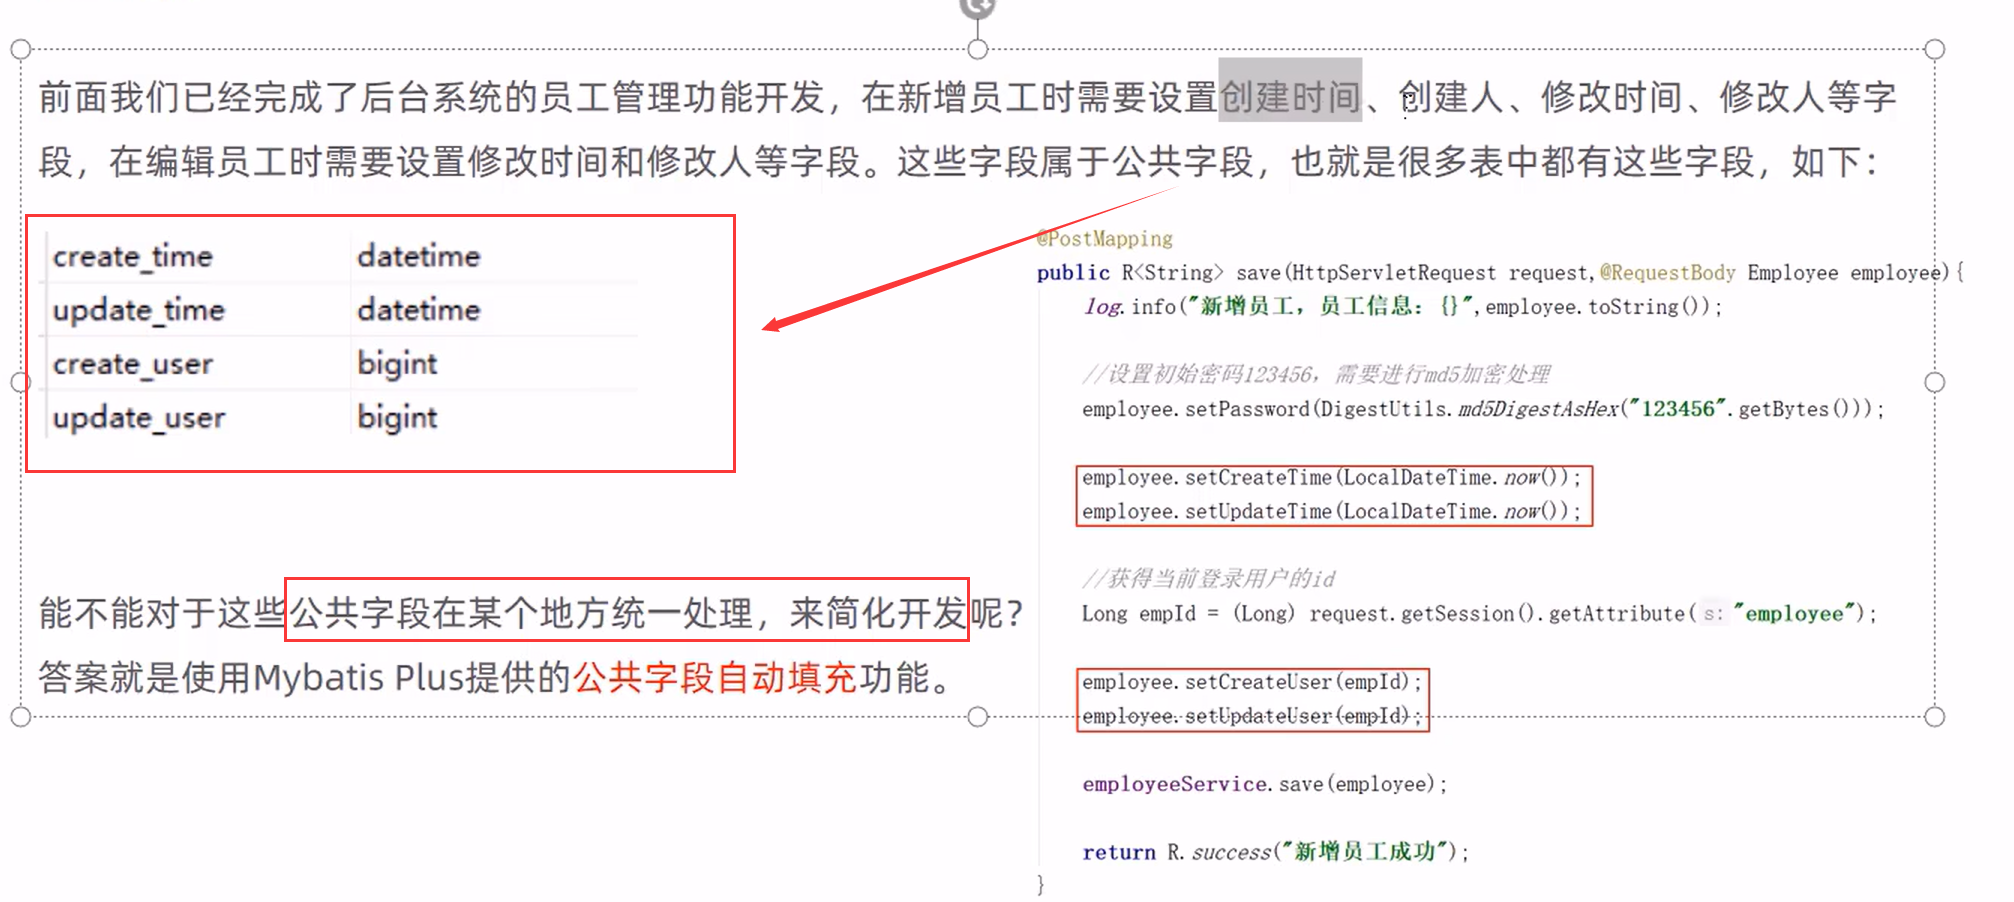 前面我们已经完成了后台系统的员工管理功能开发，在新增员工时需要设置创建时间、创建人、修改时间、修改人等字
段，在编辑员工时需要设置修改时间和修改人等字段。这些字段属于公共字段，也就是很多表中都有这些字段，如下：
create_time datetime
update_time datetime
create_user bigint
update_user bigint
能不能对于这些公共字段在某个地方统一处理，来简化开发呢？
答案就是使用Mybatis Plus提供的公共字段自动填充功能。
@PostMapping
public R<String> save(HttpServletRequest request,@RequestBody Employee employee){
log.info("新增员工，员工信息：{}",employee.toString());
//设置初始密码123456，需要进行md5加密处理
employee.setPassword(DigestUtils.md5DigestAsHex("123456".getBytes()));
employee.setCreateTime(LocalDateTime.now());
employee.setUpdateTime(LocalDateTime.now());
//获得当前登录用户的id
Long empId = (Long) request.getSession().getAttribute( s: "employee");
employee.setCreateUser(empId);
employee.setUpdateUser(empId);
employeeService.save(employee);
return R.success("新增员工成功");
}